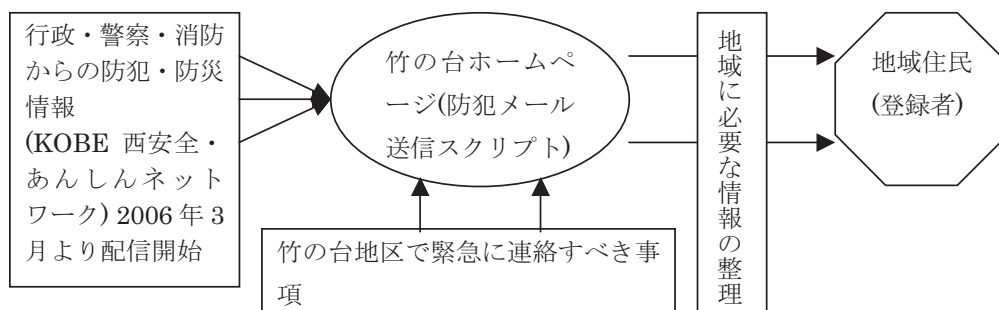 行政・警察・消防
からの防犯・防災
情報
(KOBE 西安全・
あんしんネット
ワーク) 2006 年 3
月より配信開始
竹の台ホームペ
ージ(防犯メール
送信スクリプト)
竹の台地区で緊急に連絡すべき事
項
地域に必要な情報の整理
地域住民
(登録者)